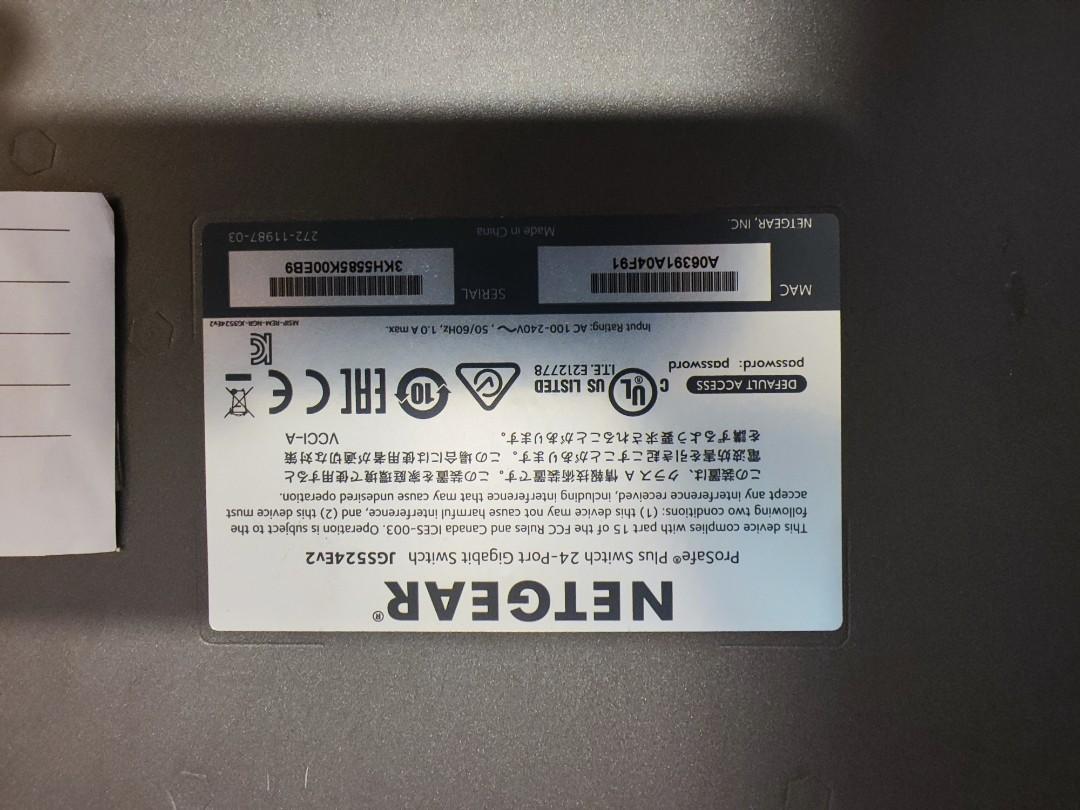 NETGEAR®
ProSafe® Plus Switch 24-Port Gigabit Switch JGS524Ev2
This device complies with part 15 of the FCC Rules and Canada ICES-003. Operation is subject to the
following two conditions: (1) this device may not cause harmful interference, and (2) this device must
accept any interference received, including interference that may cause undesired operation.
この装置は、クラス A 情報技術装置です。この装置を家庭環境で使用すると
電波妨害を引き起こすことがあります。この場合には使用者が適切な対策
を講ずるよう要求されることがあります。 VCCI-A
DEFAULT ACCESS
password: password
C UL® US LISTED
I.T.E. E212778
10
EAC
CE
Input Rating: AC 100-240V~, 50/60Hz, 1.0 A max.
MSIP-REM-NGR-JGS524Ev2
MAC
A06391A04F91
SERIAL
3KH5585K00EB9
NETGEAR, INC.
Made in China
272-11987-03